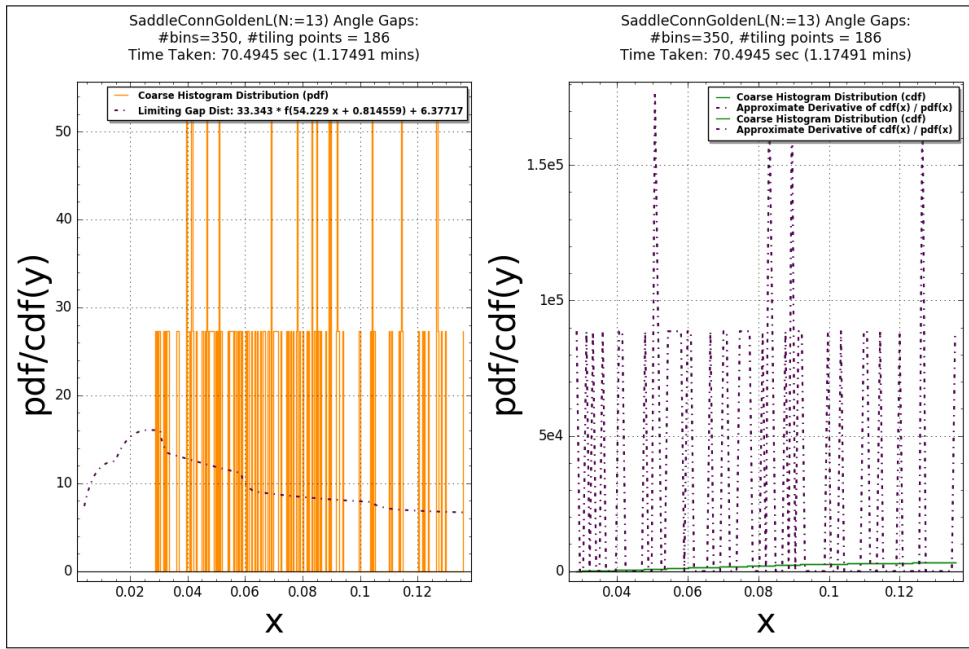 SaddleConnGoldenL(N:=13) Angle Gaps:
#bins=350, #tiling points = 186
Time Taken: 70.4945 sec (1.17491 mins)
Coarse Histogram Distribution (pdf)
Limiting Gap Dist: 33.343 * f(54.229 x + 0.814559) + 6.37717
50
40
30
20
10
0
pdf/cdf(y)
0.02 0.04 0.06 0.08 0.1 0.12
x
SaddleConnGoldenL(N:=13) Angle Gaps:
#bins=350, #tiling points = 186
Time Taken: 70.4945 sec (1.17491 mins)
Coarse Histogram Distribution (cdf)
Approximate Derivative of cdf(x) / pdf(x)
Coarse Histogram Distribution (cdf)
Approximate Derivative of cdf(x) / pdf(x)
1.5e5
1e5
5e4
0
pdf/cdf(y)
0.04 0.06 0.08 0.1 0.12
x